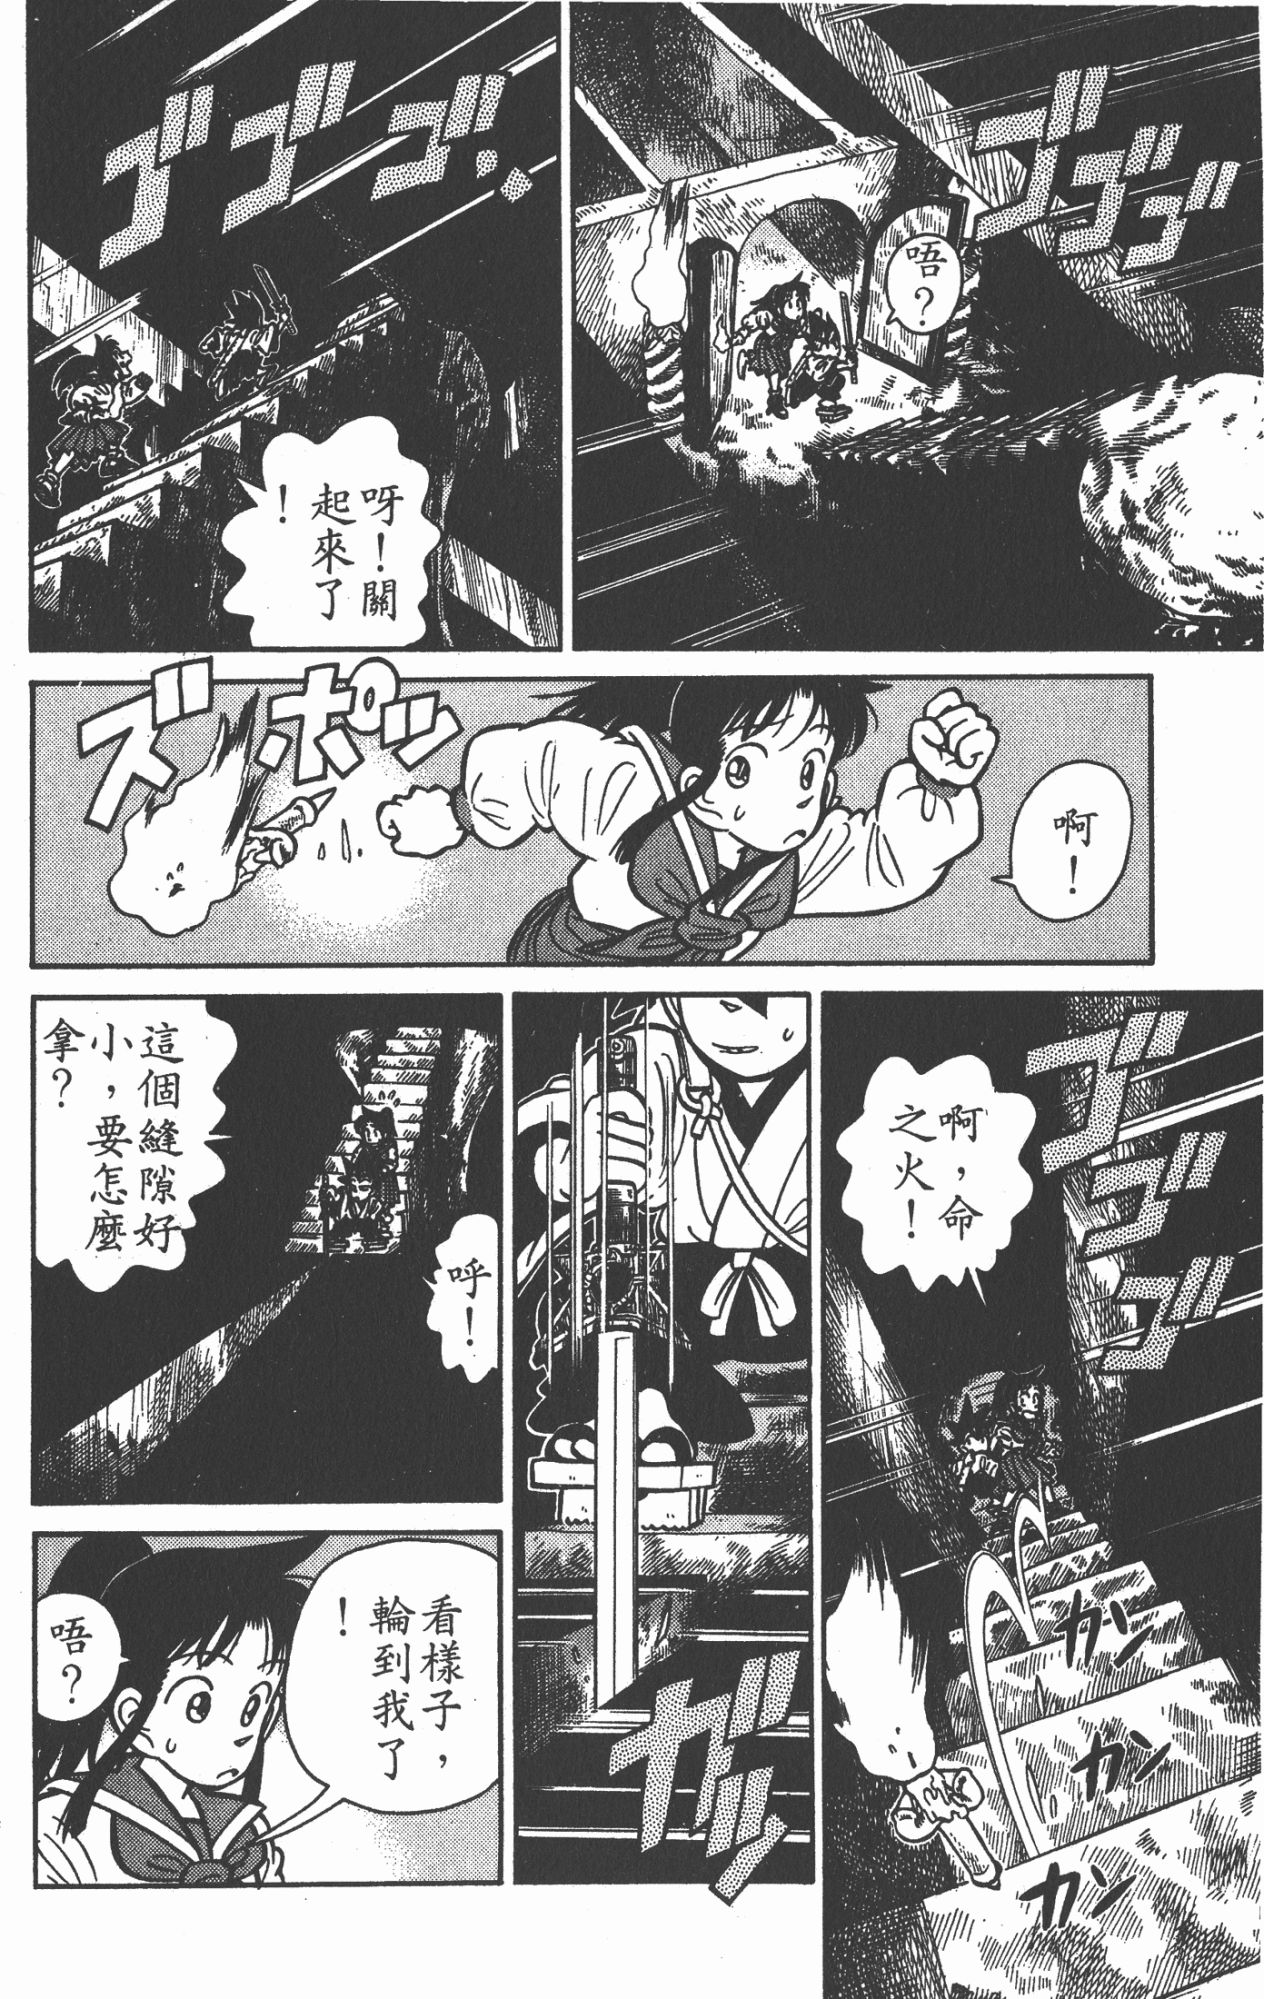 ゴゴゴ
唔？
ゴゴゴ!
呀！關
起來了
！
ズポッ
啊！
ゴゴゴ
啊，命
之火！
カン
カン
カン
ガガッ
呼！
這個縫隙好
小，要怎麼
拿？
看樣子，
輪到我了
！
唔？